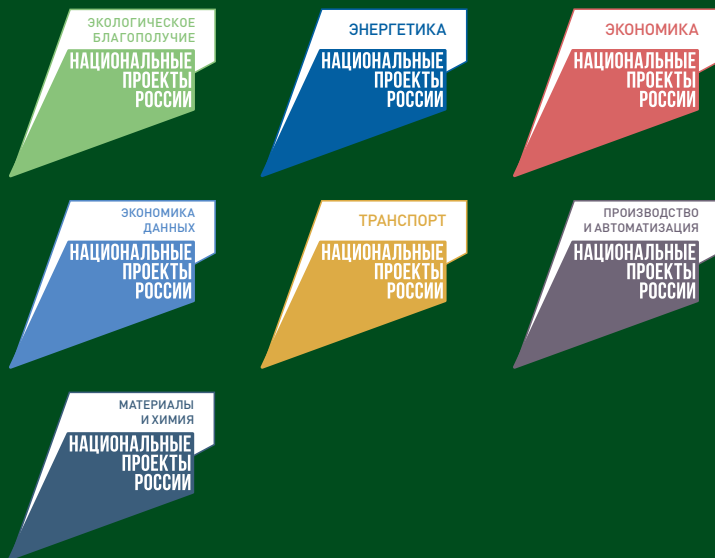 ЭКОЛОГИЧЕСКОЕ
БЛАГОПОЛУЧИЕ
НАЦИОНАЛЬНЫЕ
ПРОЕКТЫ
РОССИИ
ЭНЕРГЕТИКА
НАЦИОНАЛЬНЫЕ
ПРОЕКТЫ
РОССИИ
ЭКОНОМИКА
НАЦИОНАЛЬНЫЕ
ПРОЕКТЫ
РОССИИ
ЭКОНОМИКА
ДАННЫХ
НАЦИОНАЛЬНЫЕ
ПРОЕКТЫ
РОССИИ
ТРАНСПОРТ
НАЦИОНАЛЬНЫЕ
ПРОЕКТЫ
РОССИИ
ПРОИЗВОДСТВО
И АВТОМАТИЗАЦИЯ
НАЦИОНАЛЬНЫЕ
ПРОЕКТЫ
РОССИИ
МАТЕРИАЛЫ
И ХИМИЯ
НАЦИОНАЛЬНЫЕ
ПРОЕКТЫ
РОССИИ